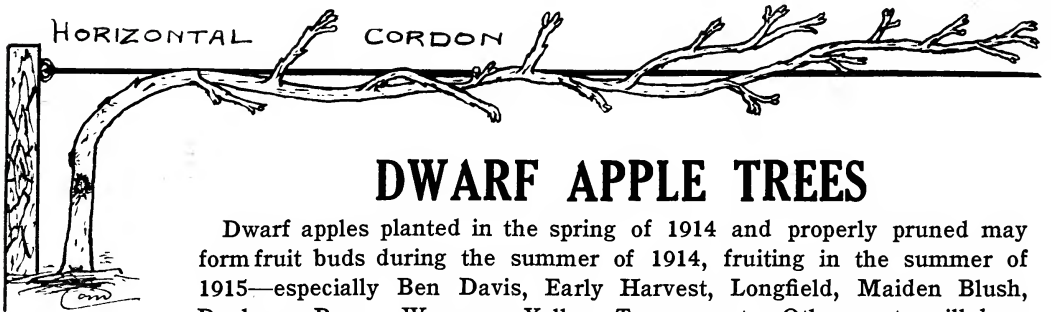 HORIZONTAL CORDON
DWARF APPLE TREES
Dwarf apples planted in the spring of 1914 and properly pruned may
form fruit buds during the summer of 1914, fruiting in the summer of
1915—especially Ben Davis, Early Harvest, Longfield, Maiden Blush,